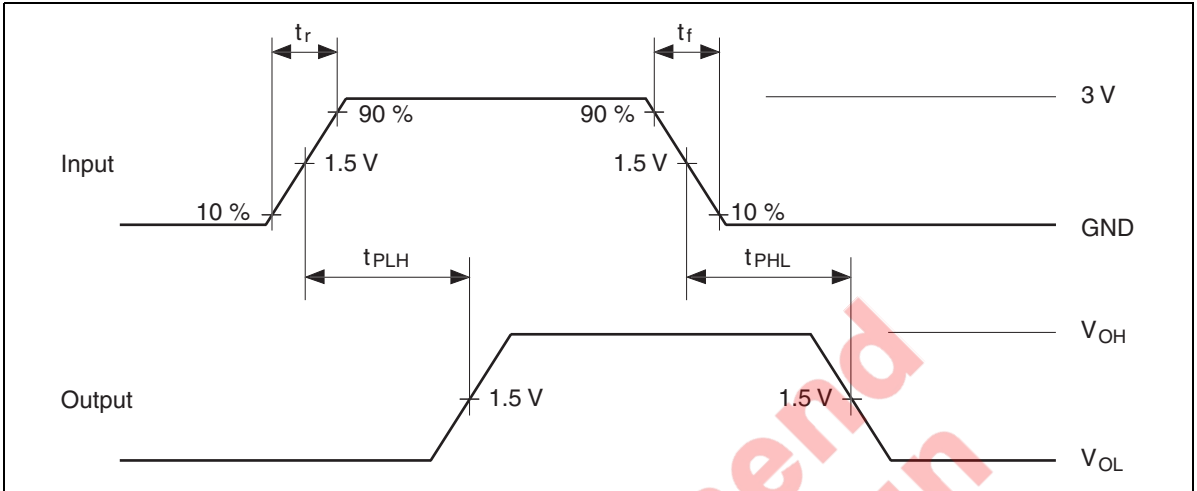 tr
tf
3 V
90 %
90 %
Input
1.5 V
1.5 V
10 %
10 %
GND
tPLH
tPHL
VOH
Output
1.5 V
1.5 V
VOL
end